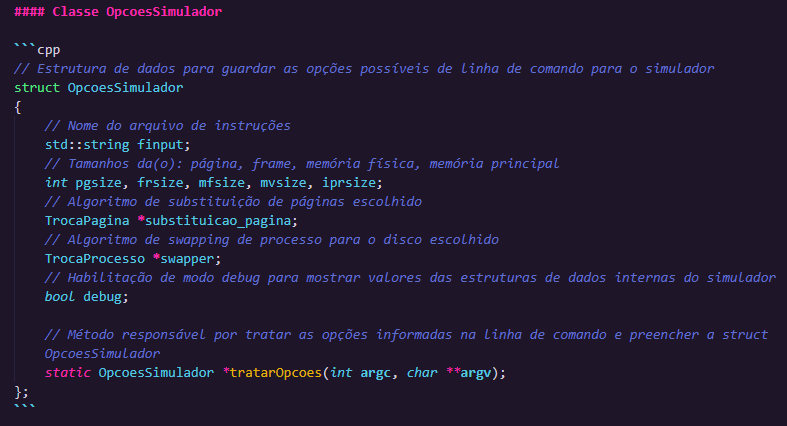 #### Classe OpcoesSimulador
```cpp
// Estrutura de dados para guardar as opções possíveis de linha de comando para o simulador
struct OpcoesSimulador
{
// Nome do arquivo de instruções
std::string finput;
// Tamanhos da(o): página, frame, memória física, memória principal
int pgsize, frsize, mfsize, mvsize, iprsize;
// Algoritmo de substituição de páginas escolhido
TrocaPagina *substituicao_pagina;
// Algoritmo de swapping de processo para o disco escolhido
TrocaProcesso *swapper;
// Habilitação de modo debug para mostrar valores das estruturas de dados internas do simulador
bool debug;
// Método responsável por tratar as opções informadas na linha de comando e preencher a struct
OpcoesSimulador
static OpcoesSimulador *tratarOpcoes(int argc, char **argv);
};
```